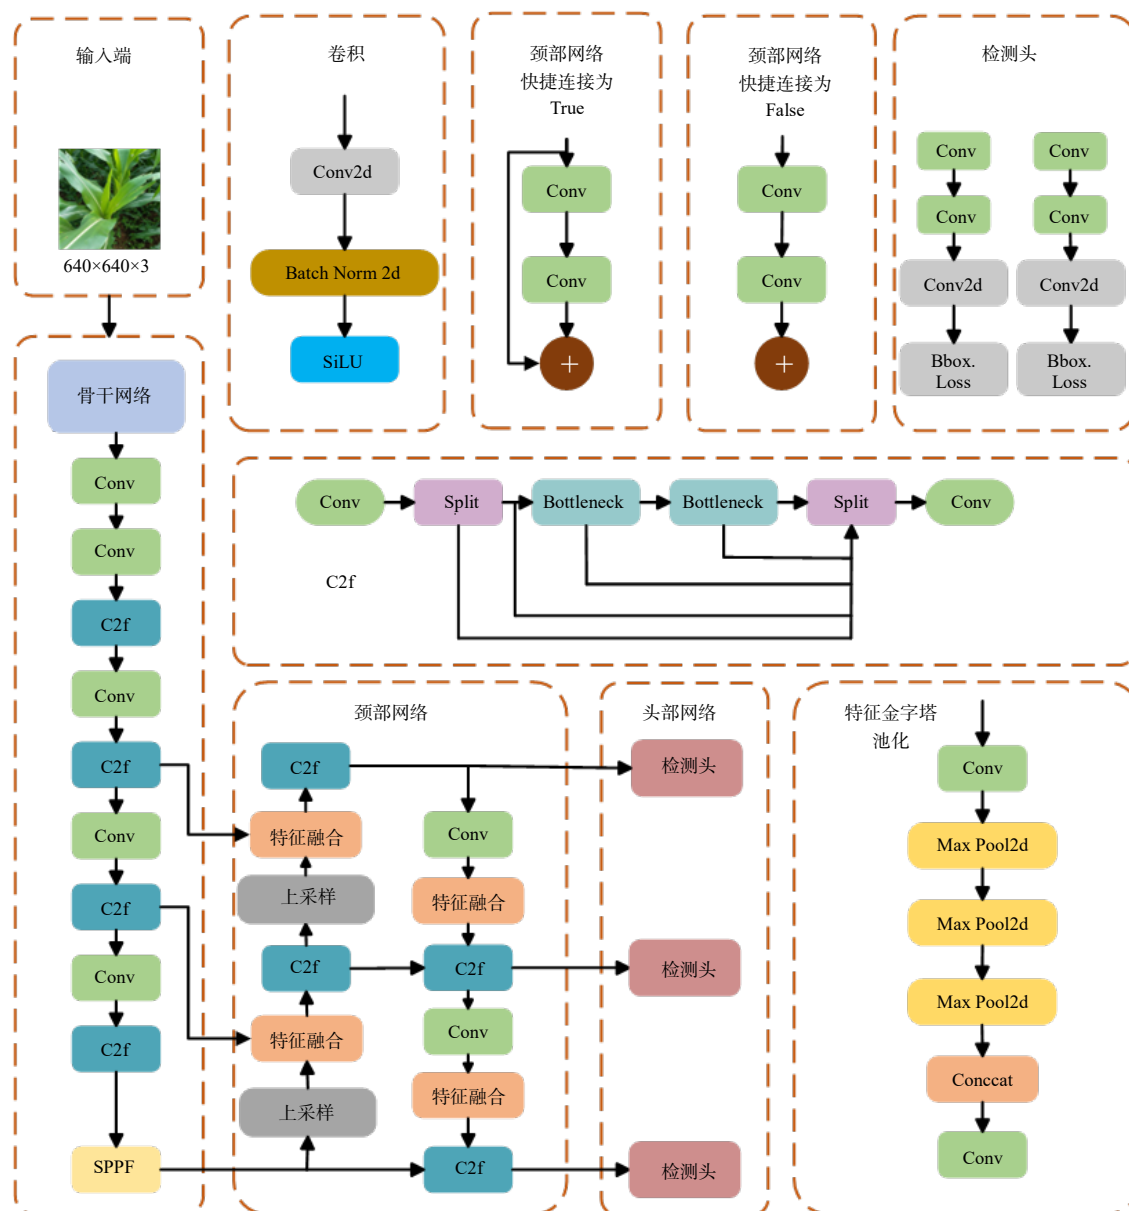 输入端
640×640×3
卷积
Conv2d
Batch Norm 2d
SiLU
颈部网络
快捷连接为
True
Conv
Conv
+
颈部网络
快捷连接为
False
Conv
Conv
+
检测头
Conv
Conv
Conv
Conv
Conv2d
Conv2d
Bbox.
Loss
Bbox.
Loss
骨干网络
Conv
Conv
C2f
Conv
C2f
Conv
C2f
Conv
C2f
SPPF
Conv
Split
Bottleneck
Bottleneck
Split
Conv
C2f
颈部网络
C2f
特征融合
上采样
C2f
特征融合
上采样
Conv
特征融合
C2f
Conv
特征融合
C2f
头部网络
检测头
检测头
检测头
特征金字塔
池化
Conv
Max Pool2d
Max Pool2d
Max Pool2d
Conccat
Conv